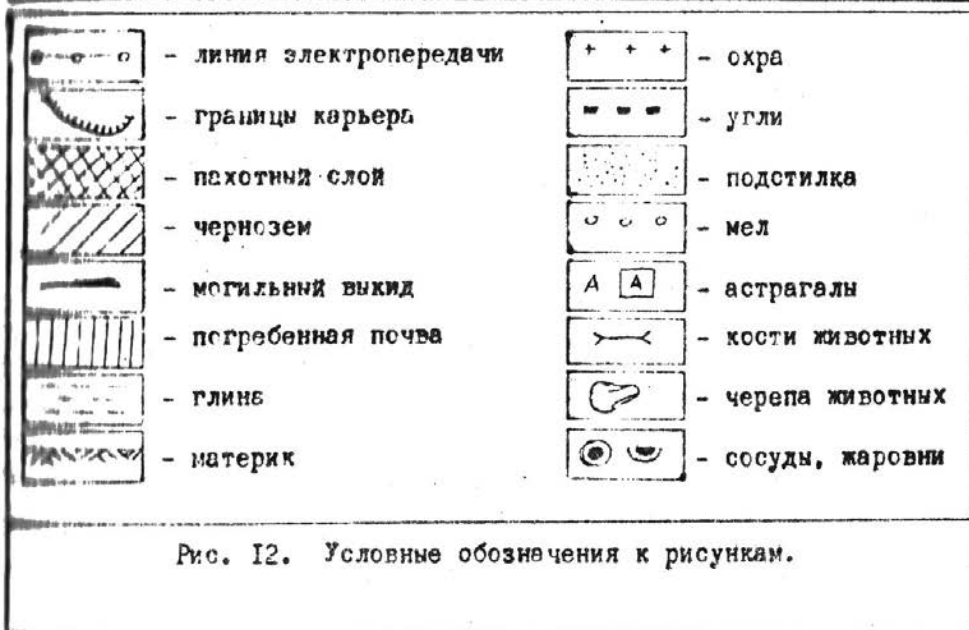 - линия электропередачи
- границы карьера
- пахотный слой
- чернозем
- могильный выкид
- погребенная почва
- глина
- материк
+ + + - охра
- угли
- подстилка
- мел
А А - астрагалы
- кости животных
- черепа животных
- сосуды, жаровни
Рис. I2. Условные обозначения к рисункам.